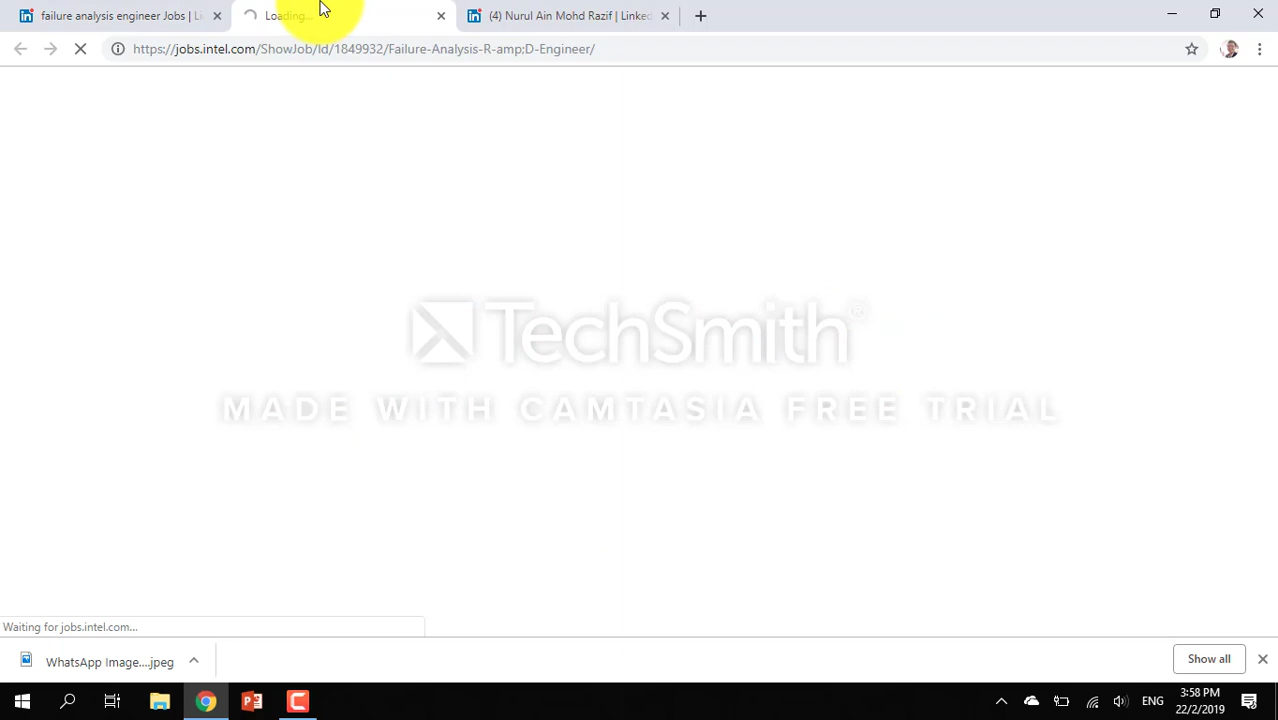 failure analysis engineer Jobs | Li
Loading...
(4) Nurul Ain Mohd Razif | Linked
https://jobs.intel.com/ShowJob/Id/1849932/Failure-Analysis-R-amp;D-Engineer/
TechSmith®
MADE WITH CAMTASIA FREE TRIAL
Waiting for jobs.intel.com...
WhatsApp Image....jpeg
Show all
ENG
3:58 PM
22/2/2019